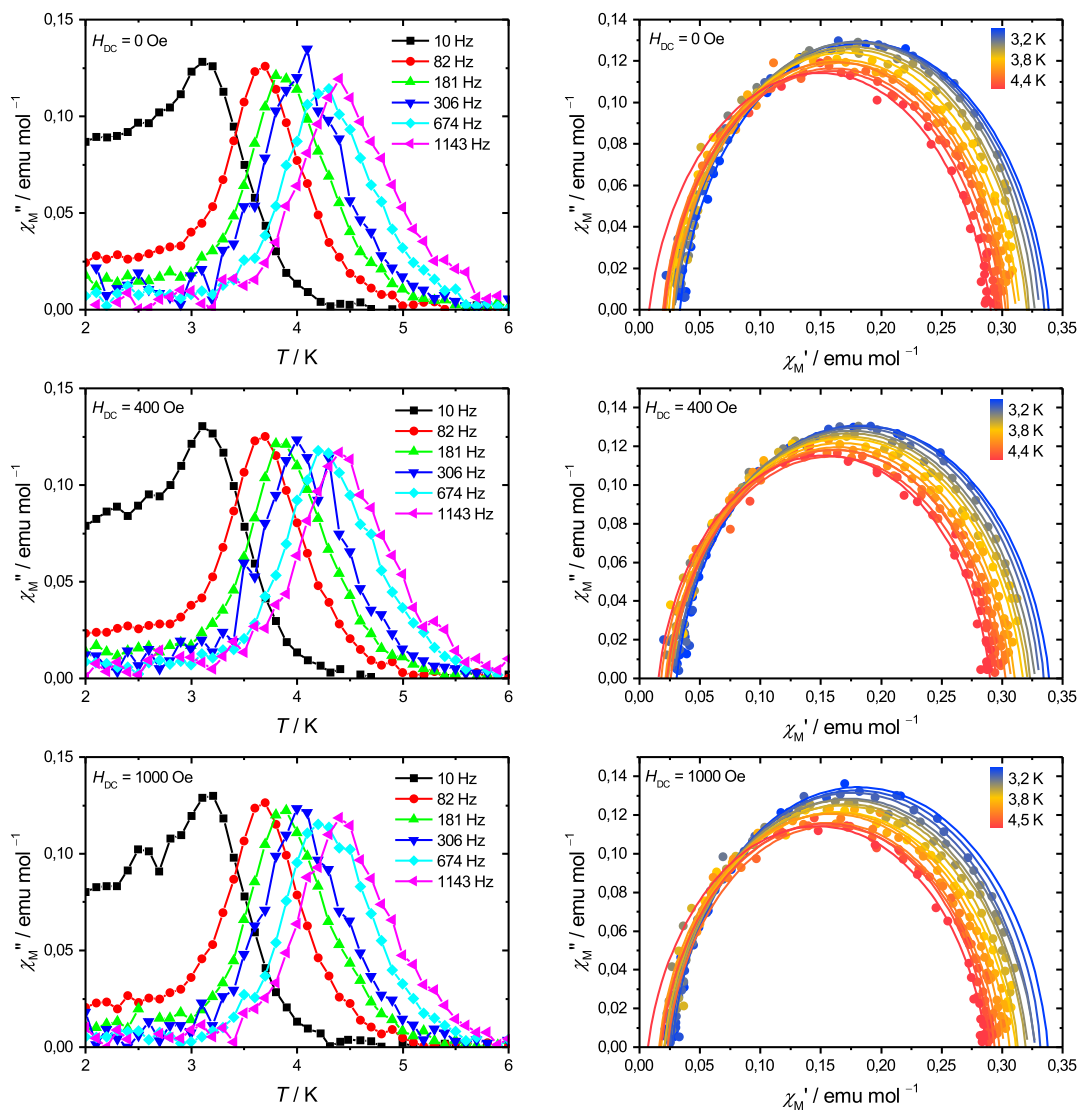 H_DC = 0 Oe
10 Hz
82 Hz
181 Hz
306 Hz
674 Hz
1143 Hz
χ_M'' / emu mol⁻¹
0,15
0,10
0,05
0,00
2 3 4 5 6
T / K
H_DC = 0 Oe
3,2 K
3,8 K
4,4 K
χ_M'' / emu mol⁻¹
0,14
0,12
0,10
0,08
0,06
0,04
0,02
0,00
0,00 0,05 0,10 0,15 0,20 0,25 0,30 0,35
χ_M' / emu mol⁻¹
H_DC = 400 Oe
10 Hz
82 Hz
181 Hz
306 Hz
674 Hz
1143 Hz
χ_M'' / emu mol⁻¹
0,15
0,10
0,05
0,00
2 3 4 5 6
T / K
H_DC = 400 Oe
3,2 K
3,8 K
4,4 K
χ_M'' / emu mol⁻¹
0,14
0,12
0,10
0,08
0,06
0,04
0,02
0,00
0,00 0,05 0,10 0,15 0,20 0,25 0,30 0,35
χ_M' / emu mol⁻¹
H_DC = 1000 Oe
10 Hz
82 Hz
181 Hz
306 Hz
674 Hz
1143 Hz
χ_M'' / emu mol⁻¹
0,15
0,10
0,05
0,00
2 3 4 5 6
T / K
H_DC = 1000 Oe
3,2 K
3,8 K
4,5 K
χ_M'' / emu mol⁻¹
0,14
0,12
0,10
0,08
0,06
0,04
0,02
0,00
0,00 0,05 0,10 0,15 0,20 0,25 0,30 0,35
χ_M' / emu mol⁻¹